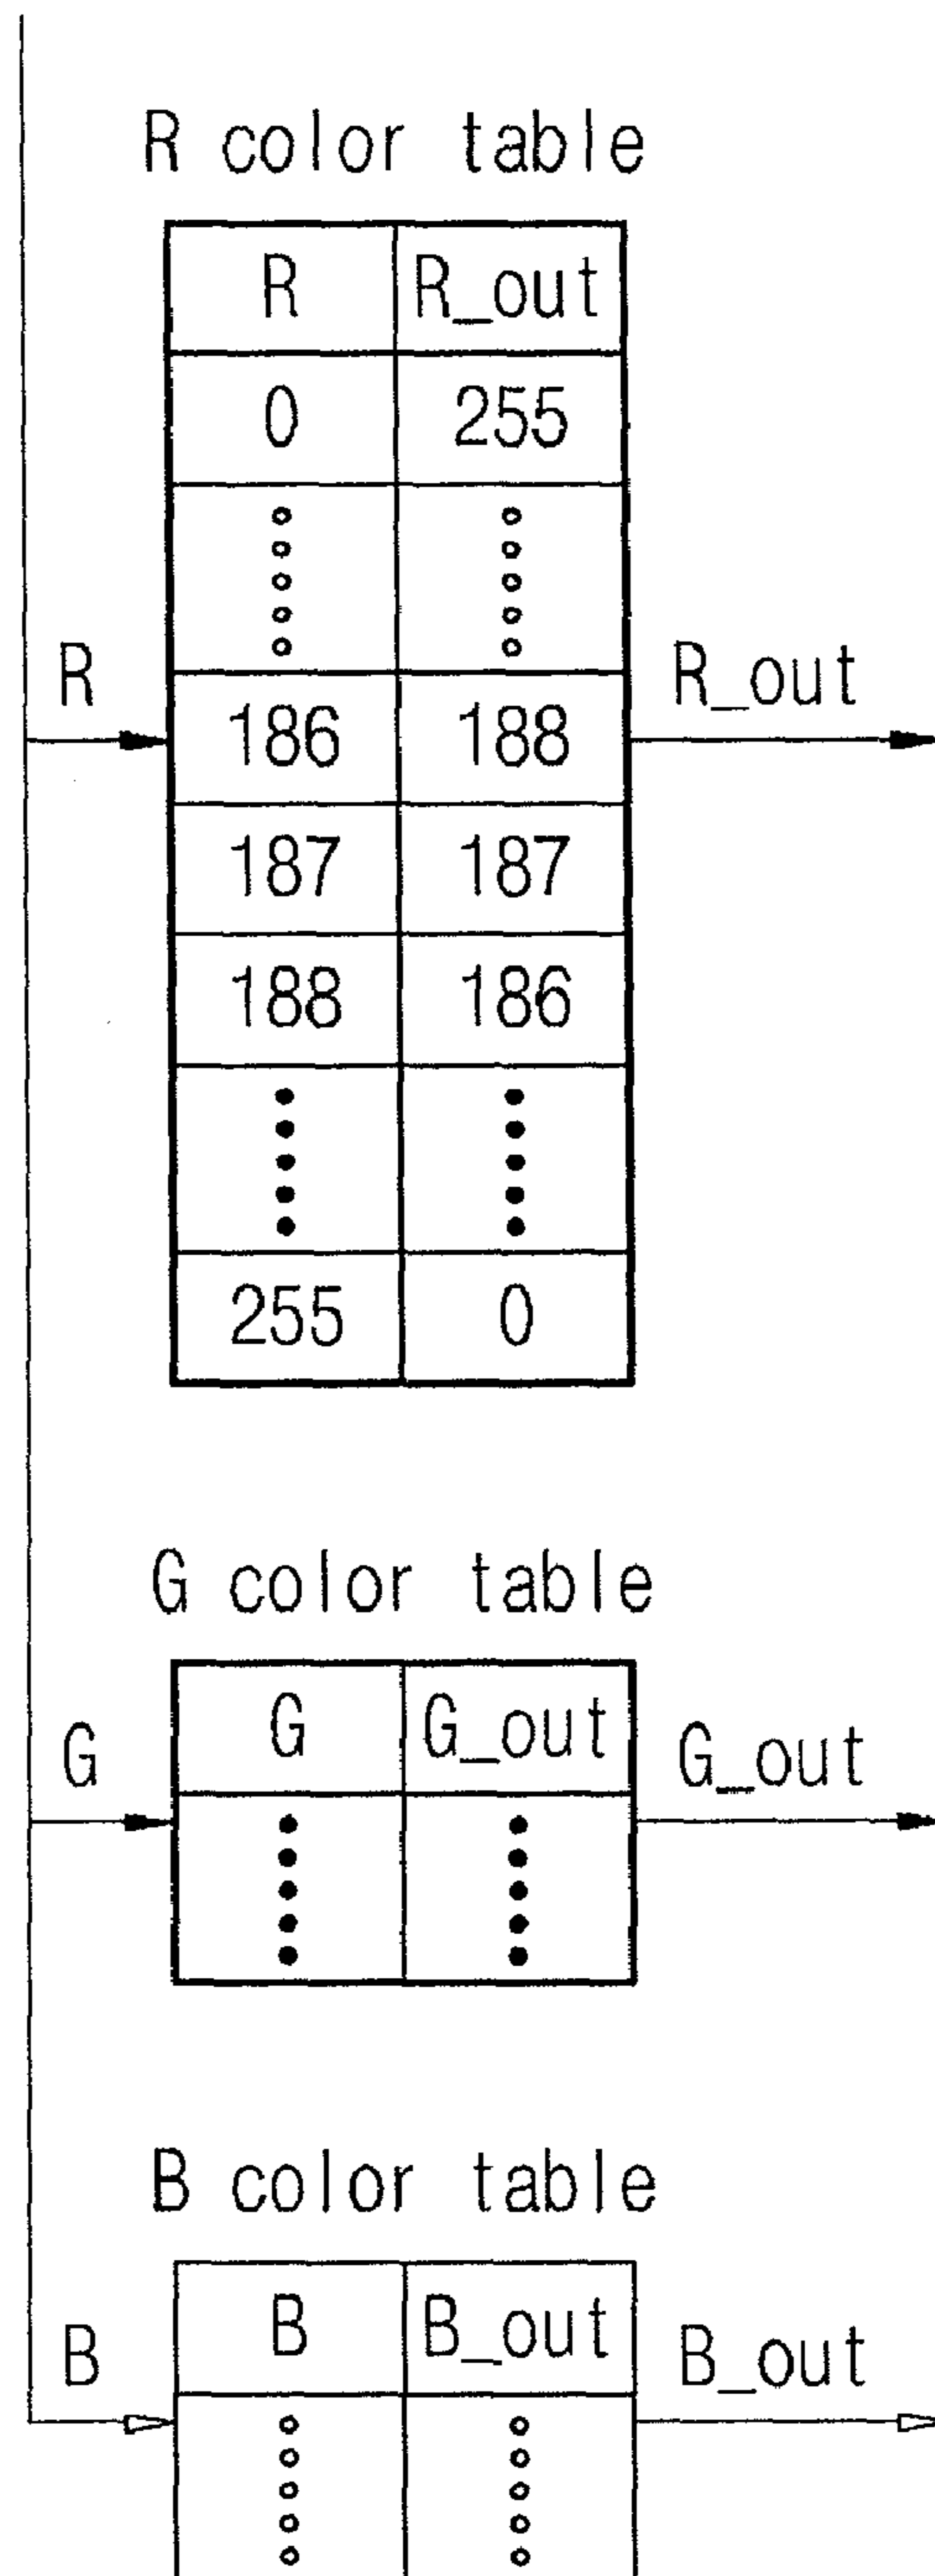 R color table
R R_out
0 255
R R_out
186 188
187 187
188 186
255 0
G color table
G G_out
G G_out
B color table
B B_out
B B_out